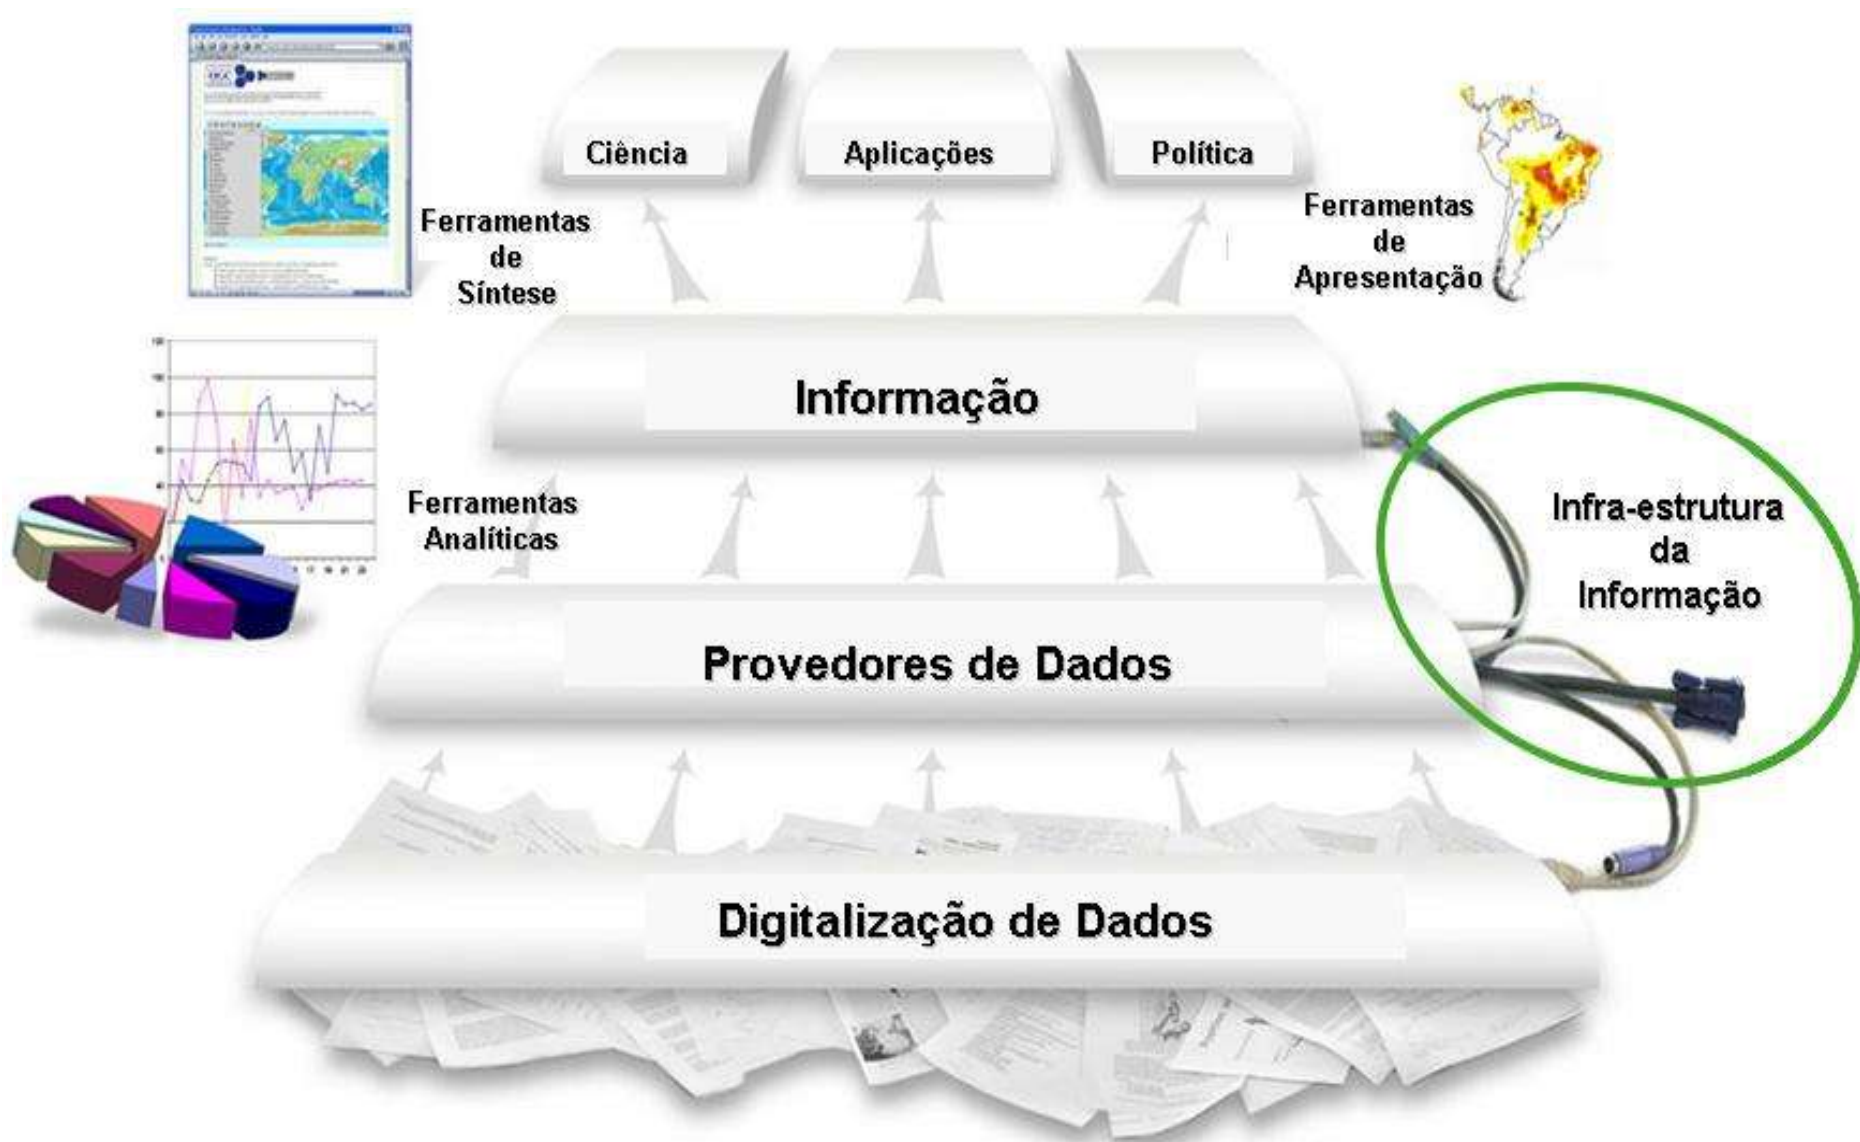 Ciência
Aplicações
Política
Ferramentas
de
Síntese
Ferramentas
de
Apresentação
Informação
Ferramentas
Analíticas
Infra-estrutura
da
Informação
Provedores de Dados
Digitalização de Dados